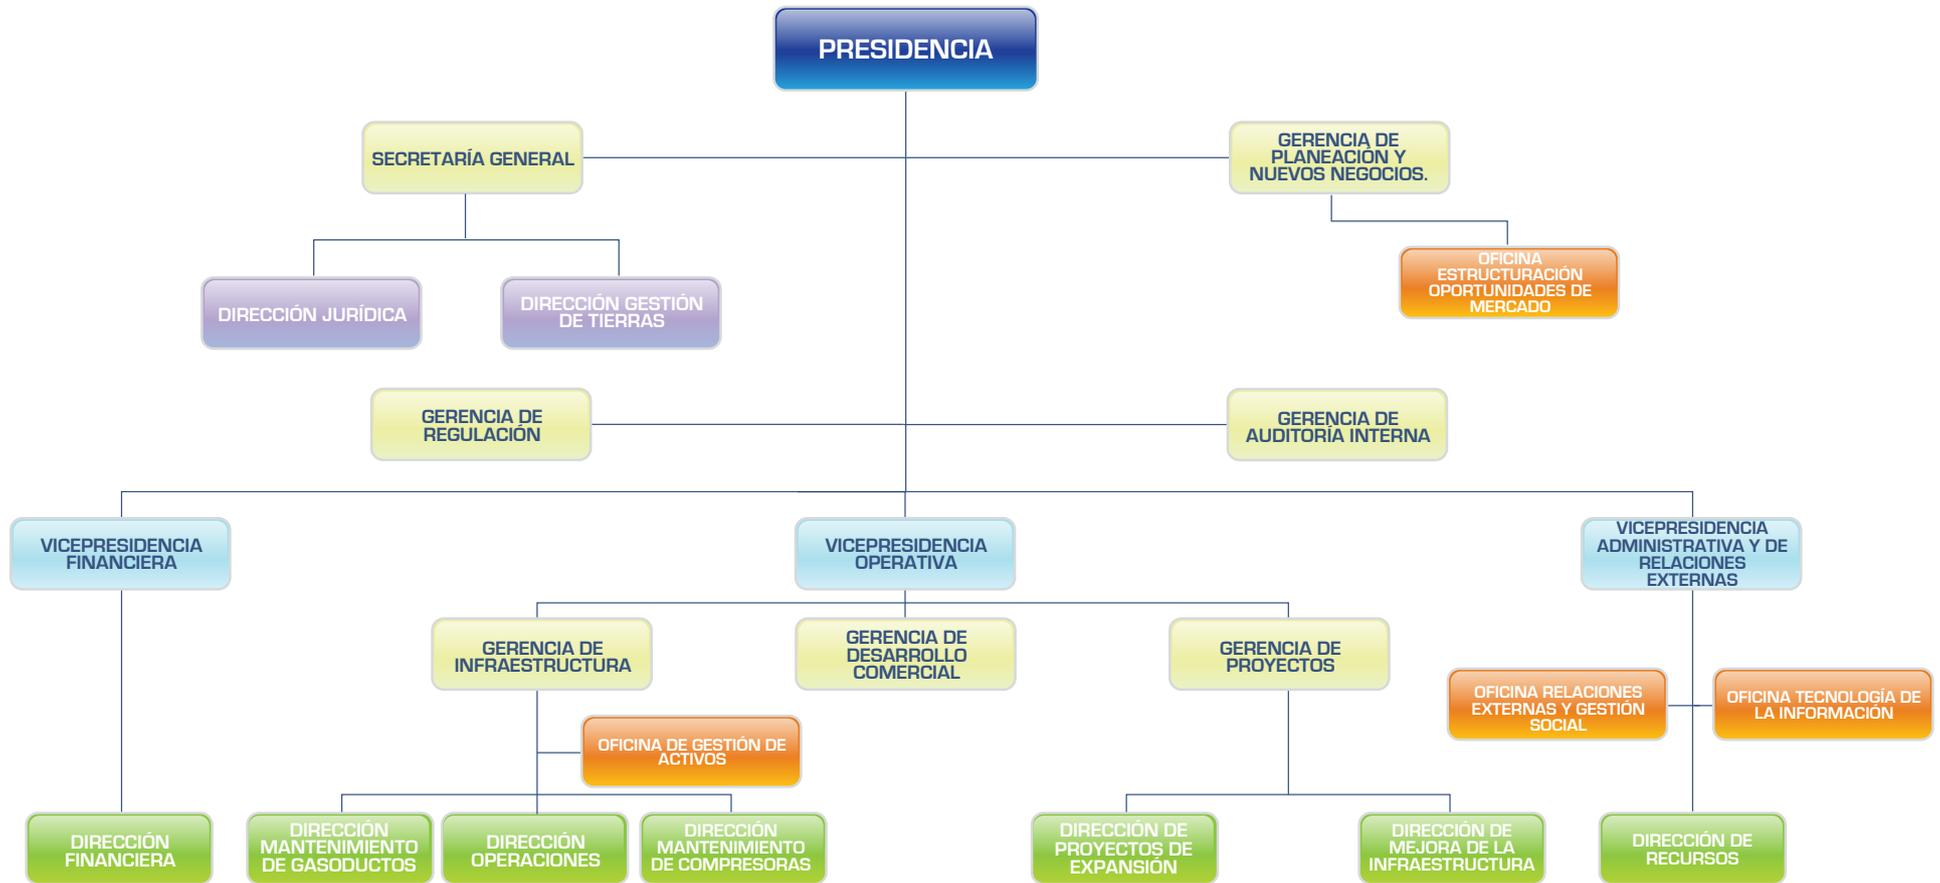 PRESIDENCIA
SECRETARÍA GENERAL
GERENCIA DE
PLANEACIÓN Y
NUEVOS NEGOCIOS.
DIRECCIÓN JURÍDICA
DIRECCIÓN GESTIÓN
DE TIERRAS
OFICINA
ESTRUCTURACIÓN
OPORTUNIDADES DE
MERCADO
GERENCIA DE
REGULACIÓN
GERENCIA DE
AUDITORÍA INTERNA
VICEPRESIDENCIA
FINANCIERA
VICEPRESIDENCIA
OPERATIVA
VICEPRESIDENCIA
ADMINISTRATIVA Y DE
RELACIONES
EXTERNAS
GERENCIA DE
INFRAESTRUCTURA
GERENCIA DE
DESARROLLO
COMERCIAL
GERENCIA DE
PROYECTOS
OFICINA RELACIONES
EXTERNAS Y GESTIÓN
SOCIAL
OFICINA TECNOLOGÍA DE
LA INFORMACIÓN
OFICINA DE GESTIÓN DE
ACTIVOS
DIRECCIÓN
FINANCIERA
DIRECCIÓN
MANTENIMIENTO
DE GASODUCTOS
DIRECCIÓN
OPERACIONES
DIRECCIÓN
MANTENIMIENTO
DE COMPRESORAS
DIRECCIÓN DE
PROYECTOS DE
EXPANSIÓN
DIRECCIÓN DE
MEJORA DE LA
INFRAESTRUCTURA
DIRECCIÓN DE
RECURSOS